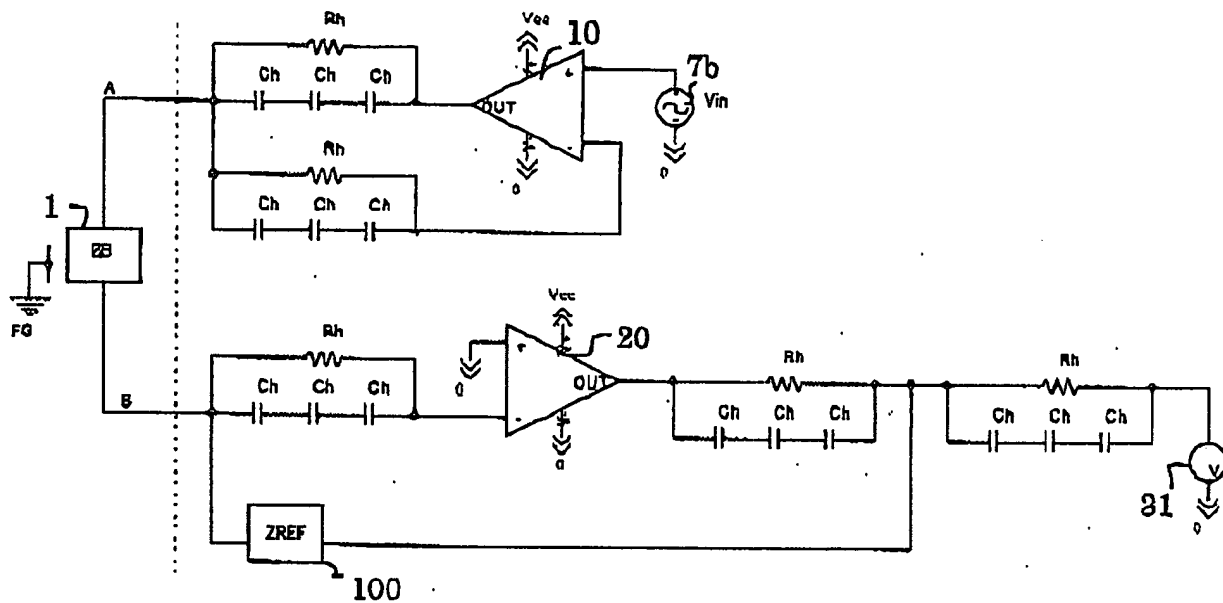 Rh
Vcc
10
Ch Ch Ch
7b
A
OUT
+
Vin
-
0
0
Rh
Ch Ch Ch
1
ZB
FG
Vcc
Rh
20
Rh
Rh
Ch Ch Ch
0
+
OUT
B
-
Ch Ch Ch
Ch Ch Ch
0
V
31
0
ZREF
100